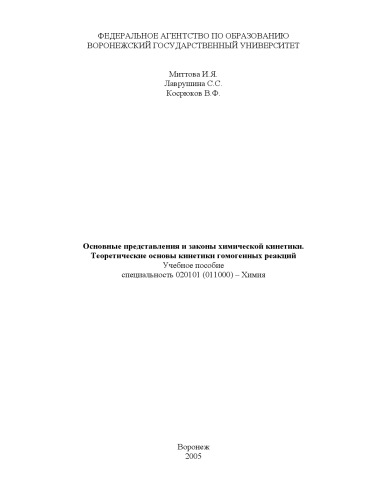 ФЕДЕРАЛЬНОЕ АГЕНТСТВО ПО ОБРАЗОВАНИЮ
ВОРОНЕЖСКИЙ ГОСУДАРСТВЕННЫЙ УНИВЕРСИТЕТ
Миттова И.Я.
Лаврушина С.С.
Косрюков В.Ф.
Основные представления и законы химической кинетики.
Теоретические основы кинетики гомогенных реакций
Учебное пособие
специальность 020101 (011000) – Химия
Воронеж
2005